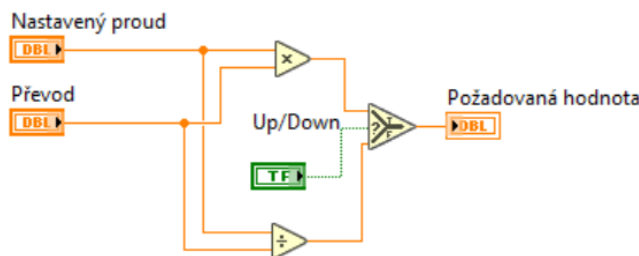 Nastavený proud
DBL
×
Převod
DBL
Up/Down
?
T
F
Požadovaná hodnota
DBL
TF
÷